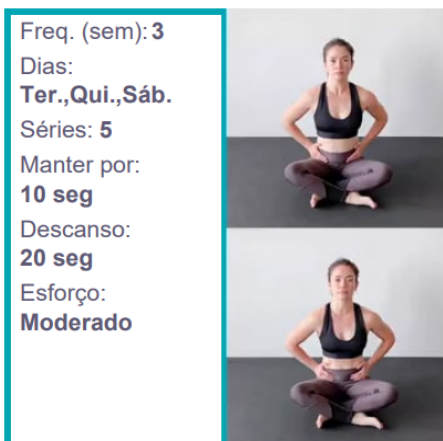 Freq. (sem): 3
Dias:
Ter.,Qui.,Sáb.
Séries: 5
Manter por:
10 seg
Descanso:
20 seg
Esforço:
Moderado